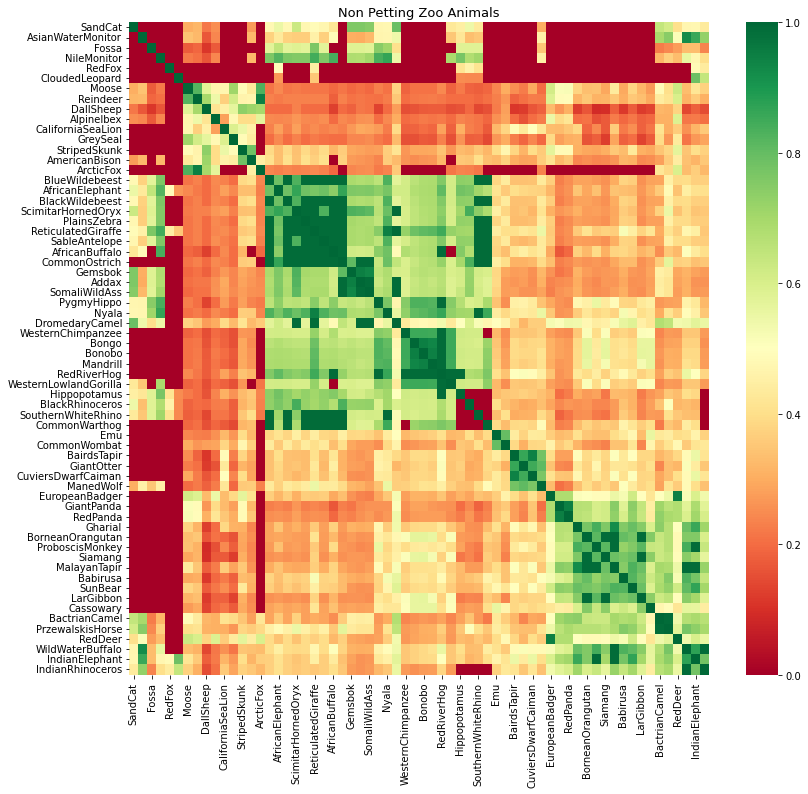 Non Petting Zoo Animals
SandCat
AsianWaterMonitor
Fossa
NileMonitor
RedFox
CloudedLeopard
Moose
Reindeer
DallSheep
AlpineIbex
CaliforniaSeaLion
GreySeal
StripedSkunk
AmericanBison
ArcticFox
BlueWildebeest
AfricanElephant
BlackWildebeest
ScimitarHornedOryx
PlainsZebra
ReticulatedGiraffe
SableAntelope
AfricanBuffalo
CommonOstrich
Gemsbok
Addax
SomaliWildAss
PygmyHippo
Nyala
DromedaryCamel
WesternChimpanzee
Bongo
Bonobo
Mandrill
RedRiverHog
WesternLowlandGorilla
Hippopotamus
BlackRhinoceros
SouthernWhiteRhino
CommonWarthog
Emu
CommonWombat
BairdsTapir
GiantOtter
CuviersDwarfCaiman
ManedWolf
EuropeanBadger
GiantPanda
RedPanda
Gharial
BorneanOrangutan
ProboscisMonkey
Siamang
MalayanTapir
Babirusa
SunBear
LarGibbon
Cassowary
BactrianCamel
PrzewalskisHorse
RedDeer
WildWaterBuffalo
IndianElephant
IndianRhinoceros
SandCat
Fossa
RedFox
Moose
DallSheep
CaliforniaSeaLion
StripedSkunk
ArcticFox
AfricanElephant
ScimitarHornedOryx
ReticulatedGiraffe
AfricanBuffalo
Gemsbok
SomaliWildAss
Nyala
WesternChimpanzee
Bonobo
RedRiverHog
Hippopotamus
SouthernWhiteRhino
Emu
BairdsTapir
CuviersDwarfCaiman
EuropeanBadger
RedPanda
BorneanOrangutan
Siamang
Babirusa
LarGibbon
BactrianCamel
RedDeer
IndianElephant
1.0
0.8
0.6
0.4
0.2
0.0